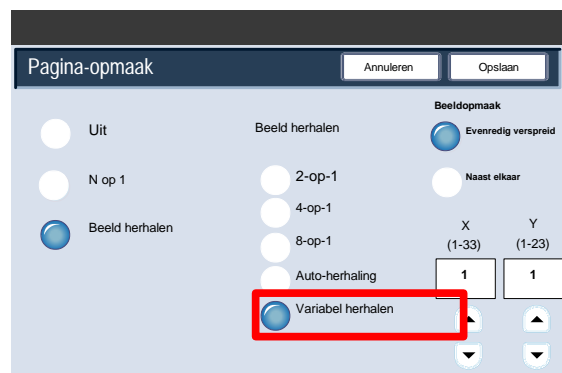 Pagina-opmaak
Annuleren
Opslaan
Uit
N op 1
Beeld herhalen
Beeld herhalen
2-op-1
4-op-1
8-op-1
Auto-herhaling
Variabel herhalen
Beeldopmaak
Evenredig verspreid
Naast elkaar
X Y
(1-33) (1-23)
1 1